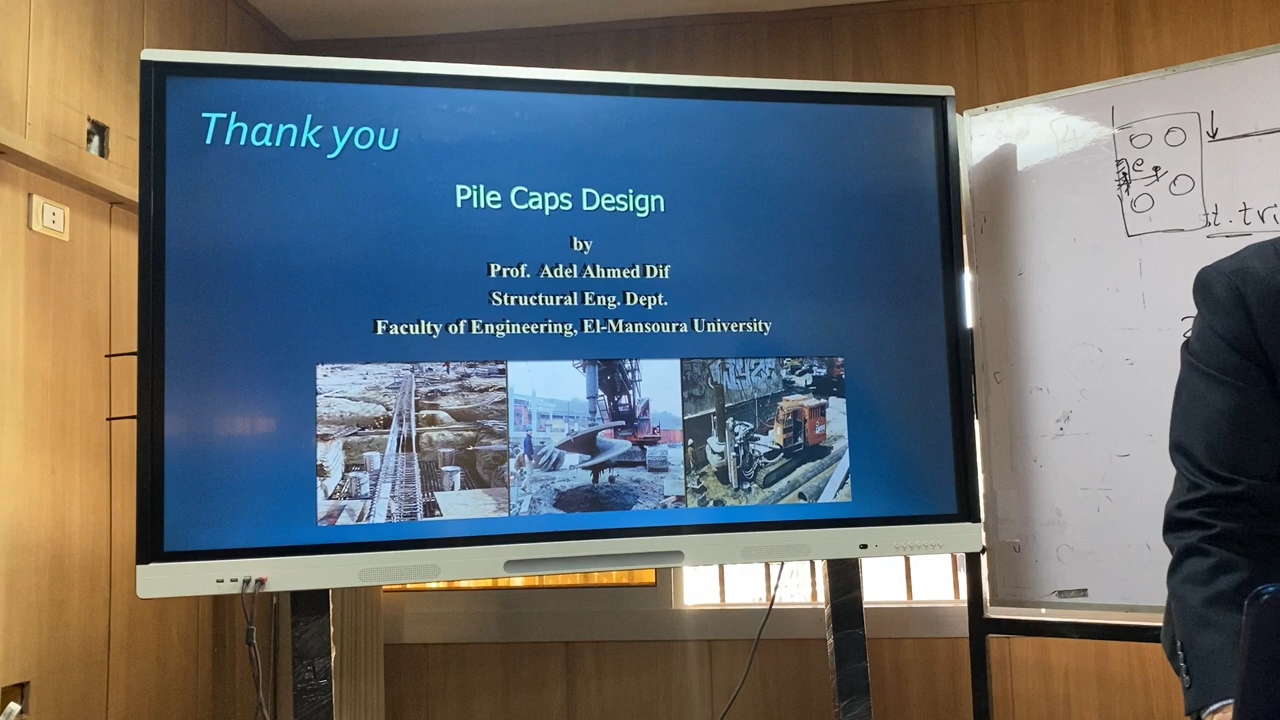 Thank you
Pile Caps Design
by
Prof. Adel Ahmed Dif
Structural Eng. Dept.
Faculty of Engineering, El-Mansoura University
e